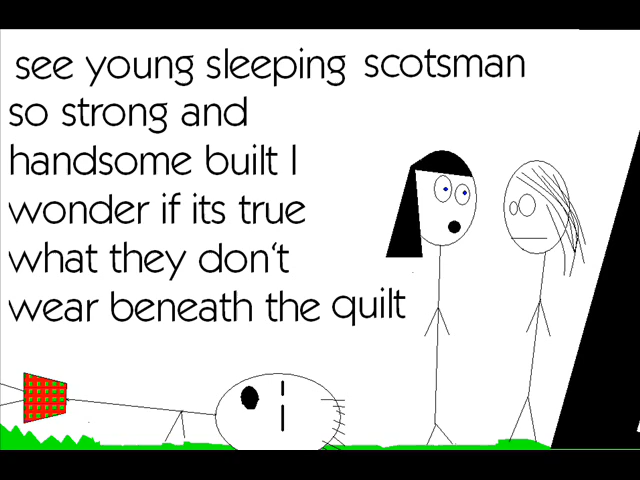 see young sleeping scotsman
so strong and
handsome built I
wonder if its true
what they don't
wear beneath the quilt